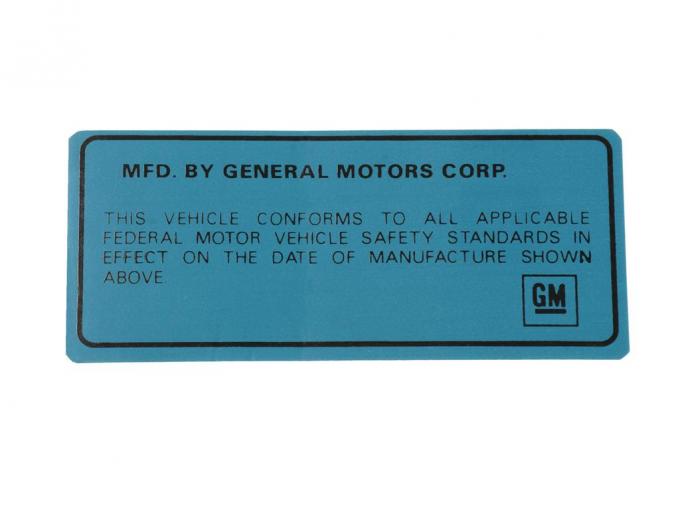 MFD. BY GENERAL MOTORS CORP.
THIS VEHICLE CONFORMS TO ALL APPLICABLE
FEDERAL MOTOR VEHICLE SAFETY STANDARDS IN
EFFECT ON THE DATE OF MANUFACTURE SHOWN
ABOVE
GM